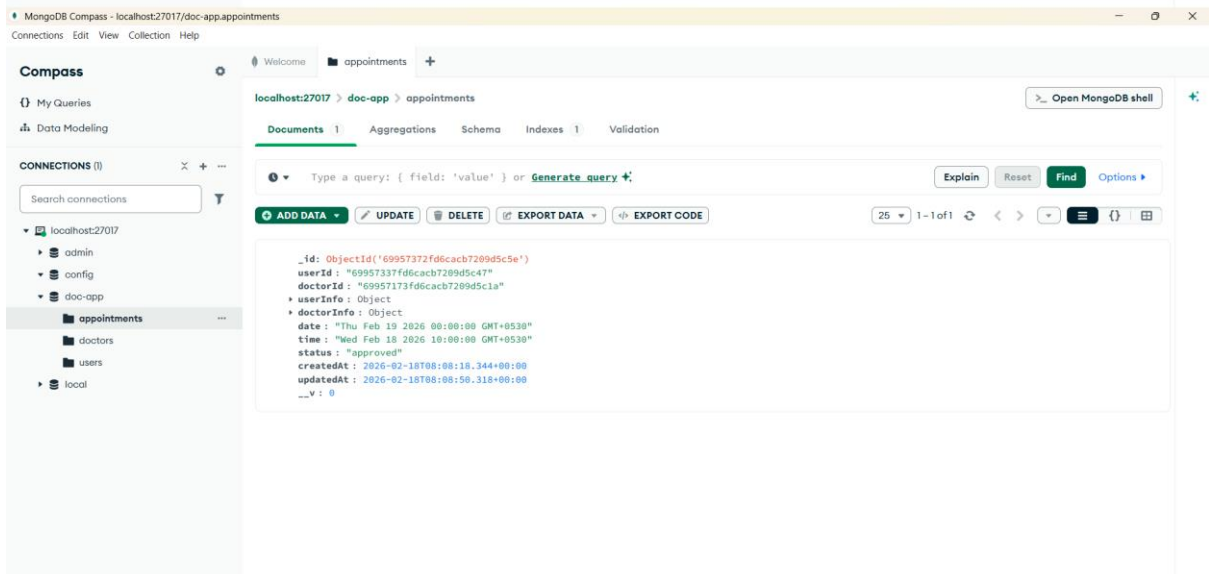 MongoDB Compass - localhost:27017/doc-app.appointments
Connections Edit View Collection Help
Compass
My Queries
Data Modeling
CONNECTIONS (1)
Search connections
localhost:27017
admin
config
doc-app
appointments
doctors
users
local
Welcome appointments
localhost:27017 > doc-app > appointments
>_ Open MongoDB shell
Documents 1 Aggregations Schema Indexes 1 Validation
Type a query: { field: 'value' } or Generate query
Explain Reset Find Options
ADD DATA UPDATE DELETE EXPORT DATA EXPORT CODE
25 1-1 of 1
_id: ObjectId('69957372fd6cacb7209d5c5e')
userId : "69957337fd6cacb7209d5c47"
doctorId : "69957173fd6cacb7209d5c1a"
userInfo : Object
doctorInfo : Object
date : "Thu Feb 19 2026 00:00:00 GMT+0530"
time : "Wed Feb 18 2026 10:00:00 GMT+0530"
status : "approved"
createdAt : 2026-02-18T08:08:18.344+00:00
updatedAt : 2026-02-18T08:08:50.318+00:00
__v : 0